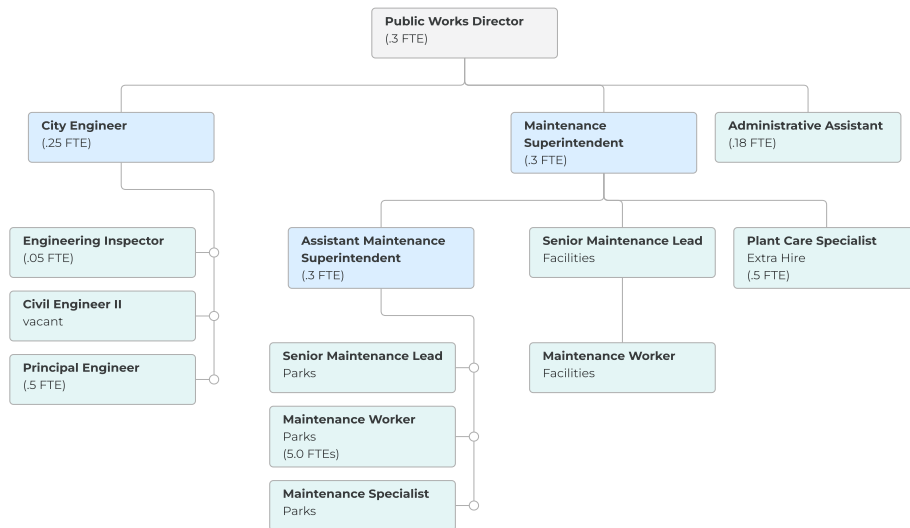 Public Works Director
(.3 FTE)
City Engineer
(.25 FTE)
Maintenance
Superintendent
(.3 FTE)
Administrative Assistant
(.18 FTE)
Engineering Inspector
(.05 FTE)
Civil Engineer II
vacant
Principal Engineer
(.5 FTE)
Assistant Maintenance
Superintendent
(.3 FTE)
Senior Maintenance Lead
Parks
Maintenance Worker
Parks
(5.0 FTEs)
Maintenance Specialist
Parks
Senior Maintenance Lead
Facilities
Maintenance Worker
Facilities
Plant Care Specialist
Extra Hire
(.5 FTE)